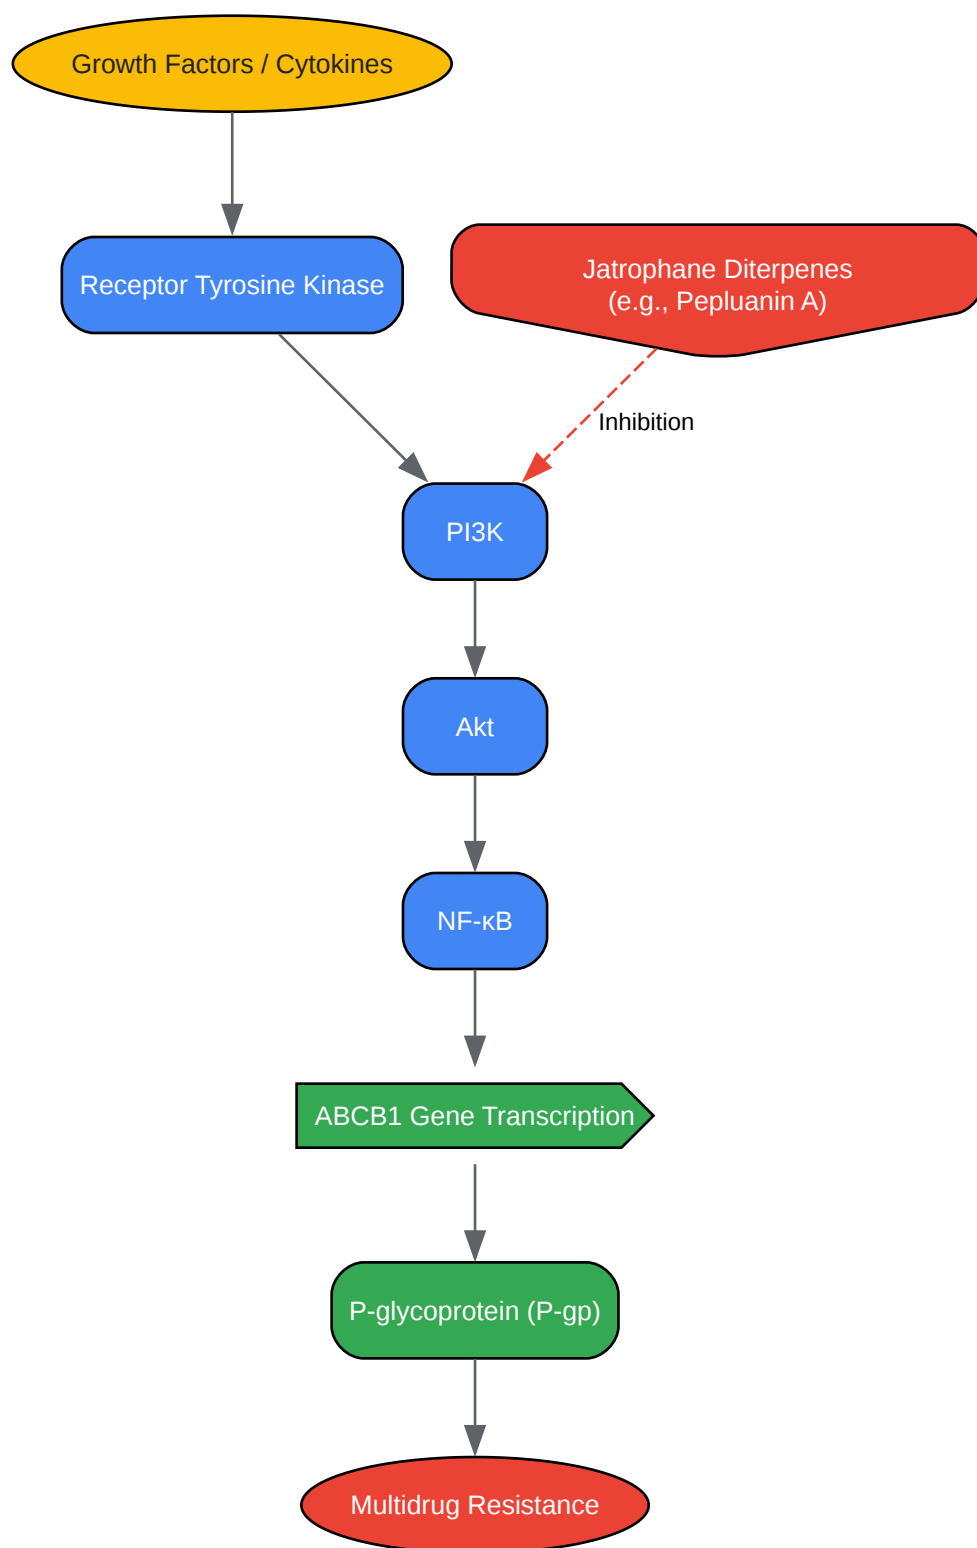 Growth Factors / Cytokines
Receptor Tyrosine Kinase
Jatrophane Diterpenes
(e.g., Pepluanin A)
Inhibition
PI3K
Akt
NF-κB
ABCB1 Gene Transcription
P-glycoprotein (P-gp)
Multidrug Resistance